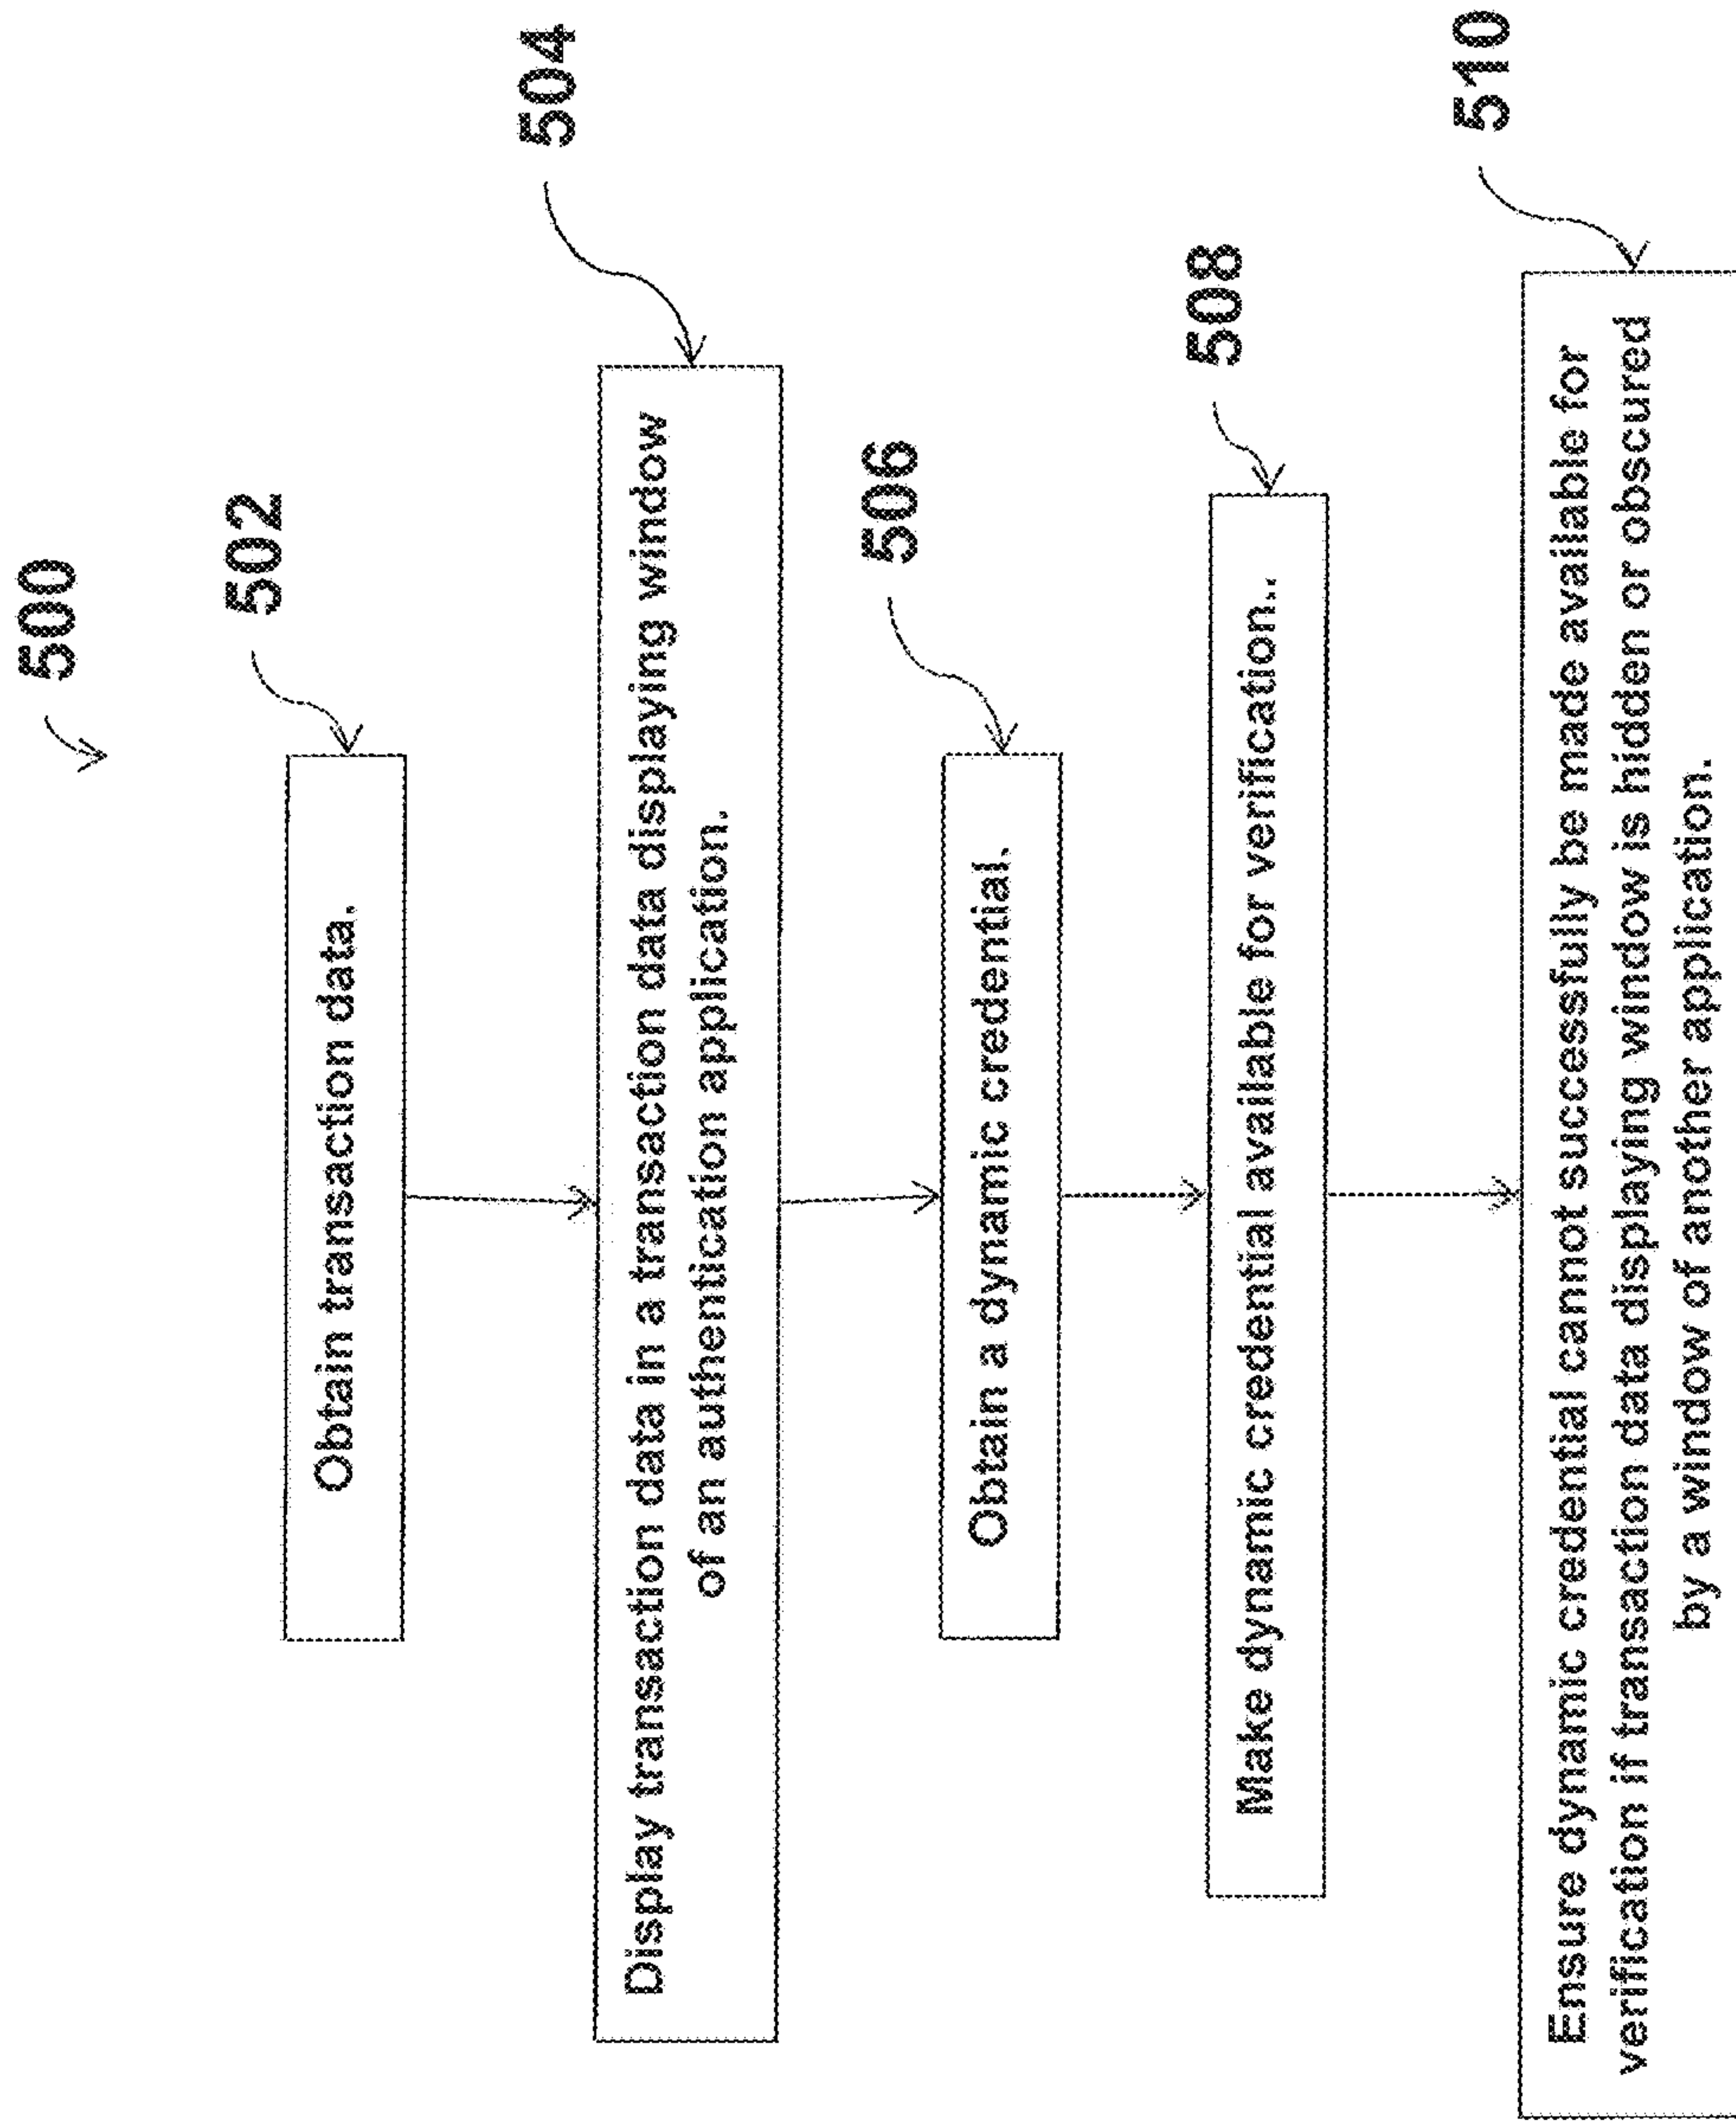 500
502
Obtain transaction data.
504
Display transaction data in a transaction data displaying window
of an authentication application.
506
Obtain a dynamic credential.
508
Make dynamic credential available for verification..
510
Ensure dynamic credential cannot successfully be made available for
verification if transaction data displaying window is hidden or obscured
by a window of another application.